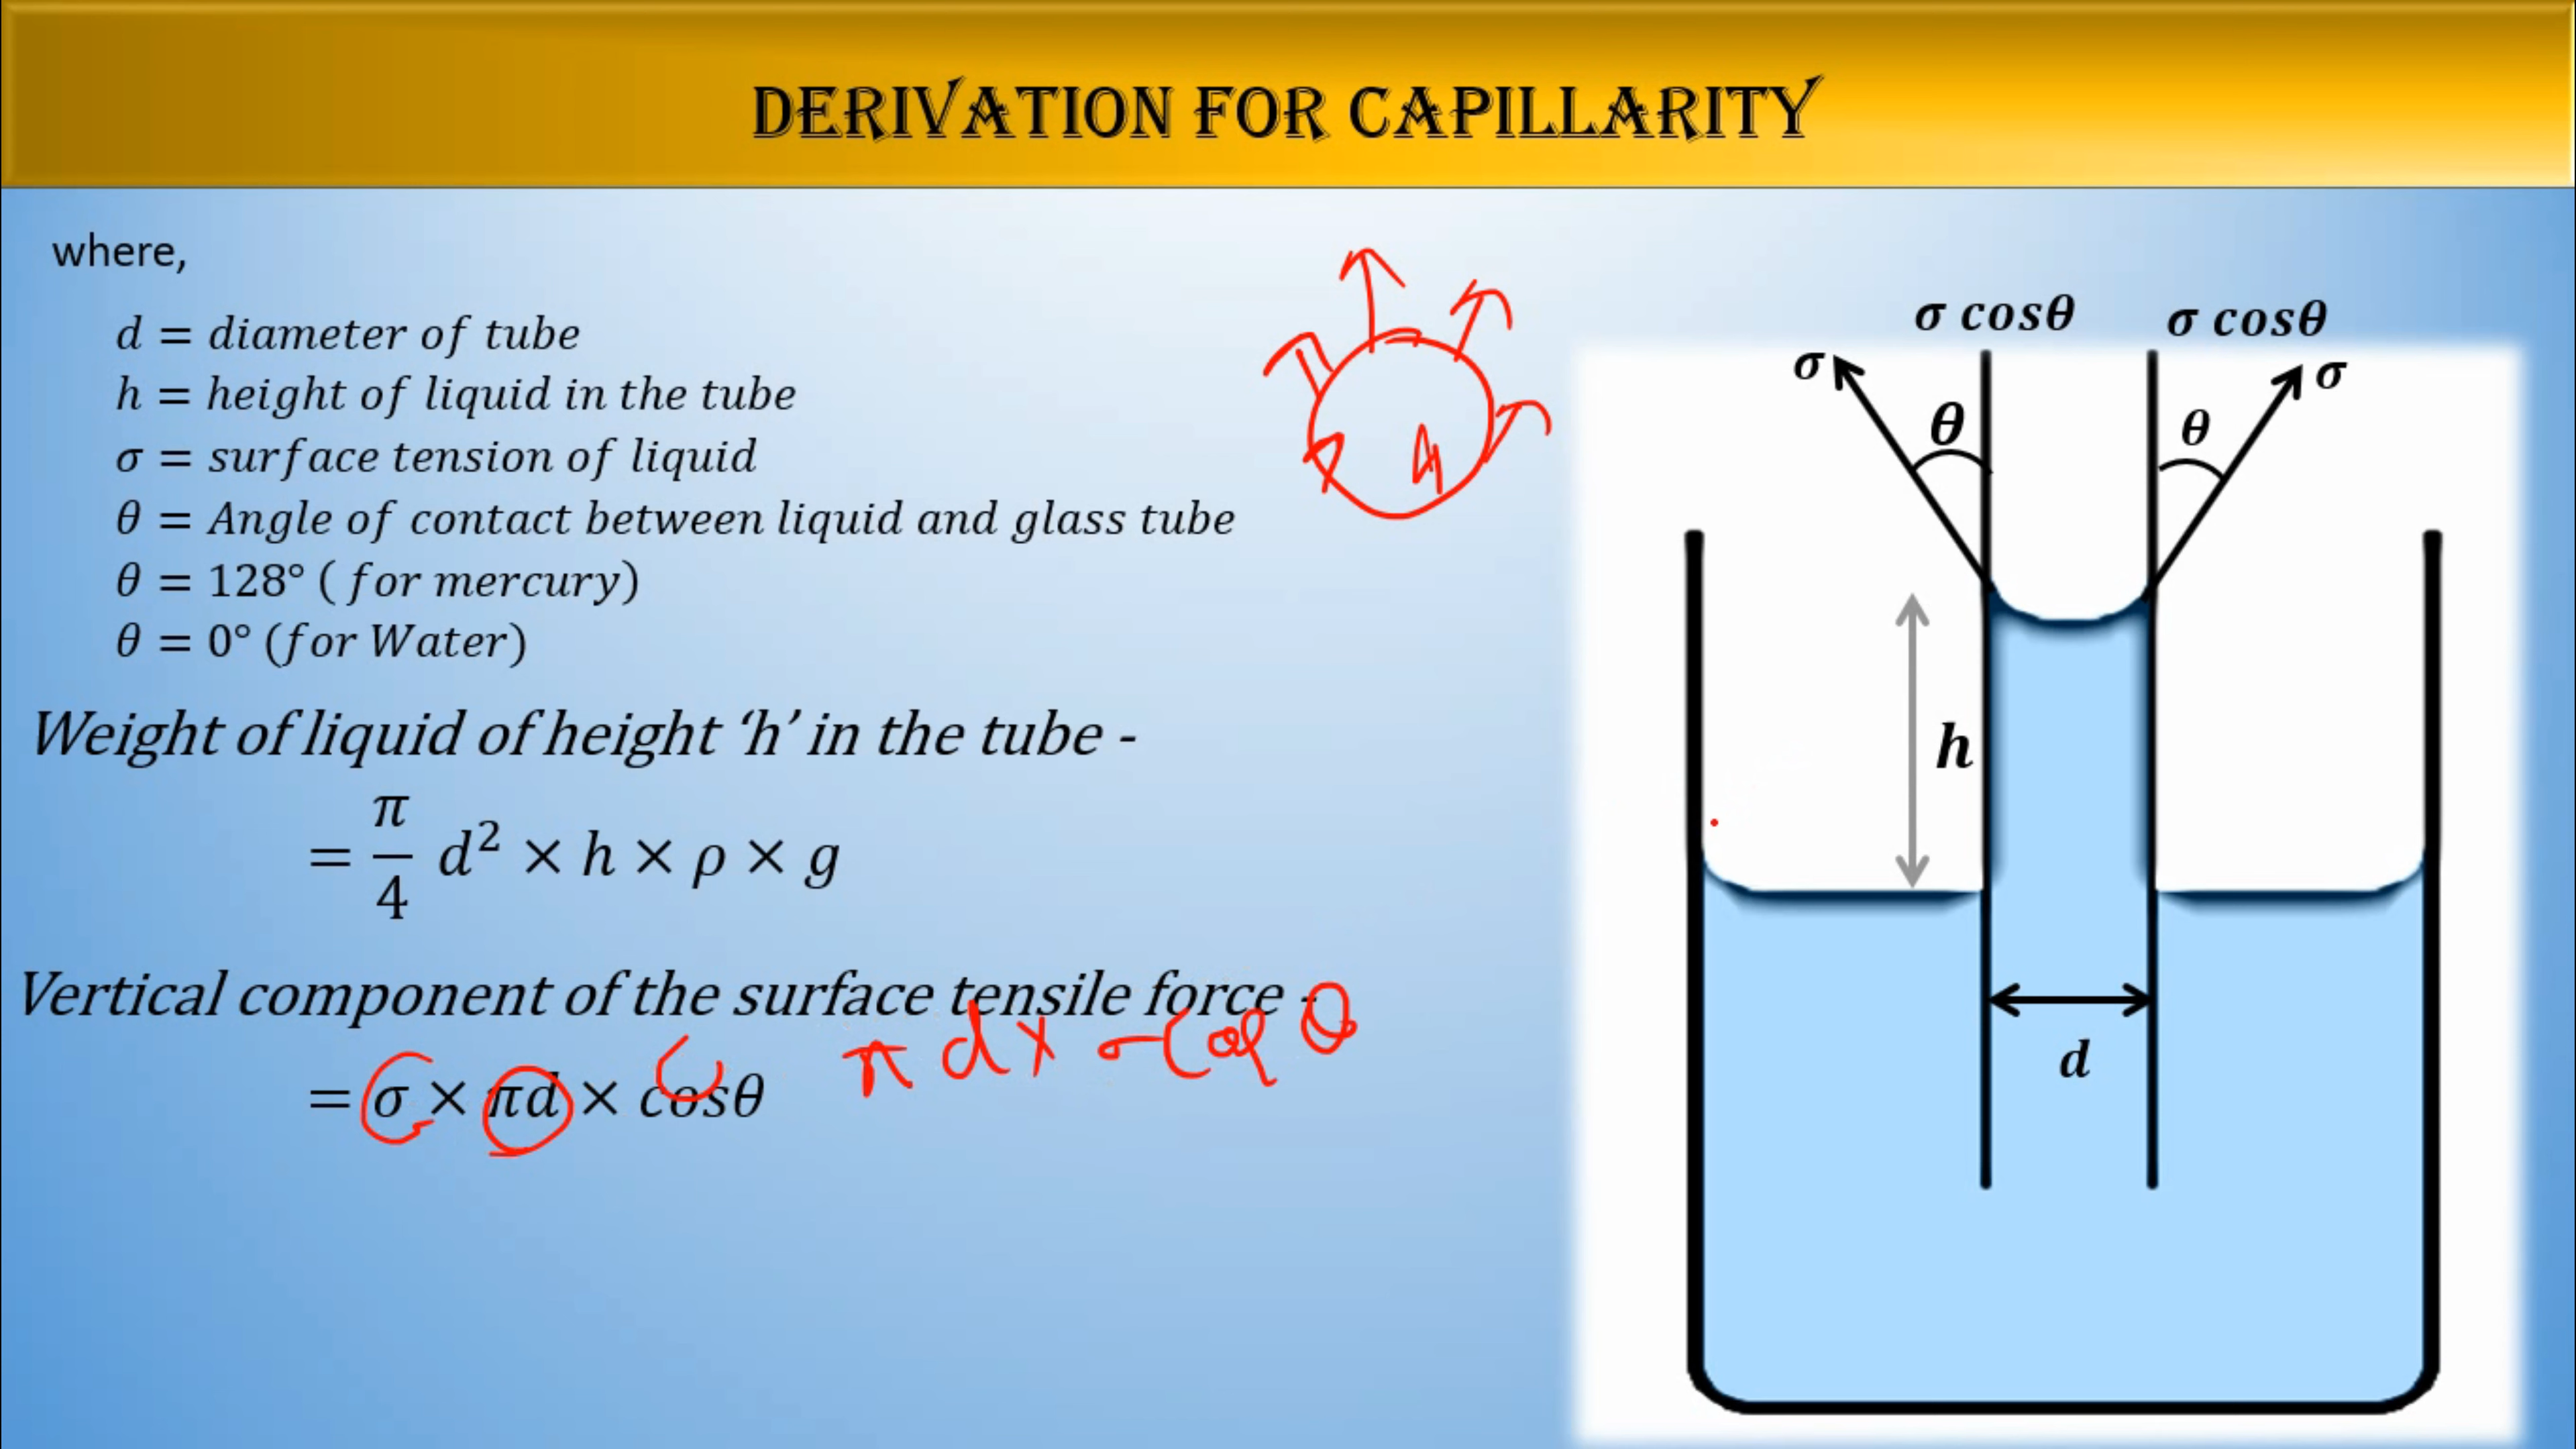 DERIVATION FOR CAPILLARITY
where,
d = diameter of tube
h = height of liquid in the tube
σ = surface tension of liquid
θ = Angle of contact between liquid and glass tube
θ = 128° ( for mercury)
θ = 0° (for Water)
Weight of liquid of height ‘h’ in the tube -
= π/4 d² × h × ρ × g
Vertical component of the surface tensile force -
= σ × πd × cosθ
π d x σ Cos θ
σ cosθ σ cosθ
σ σ
θ θ
h
d